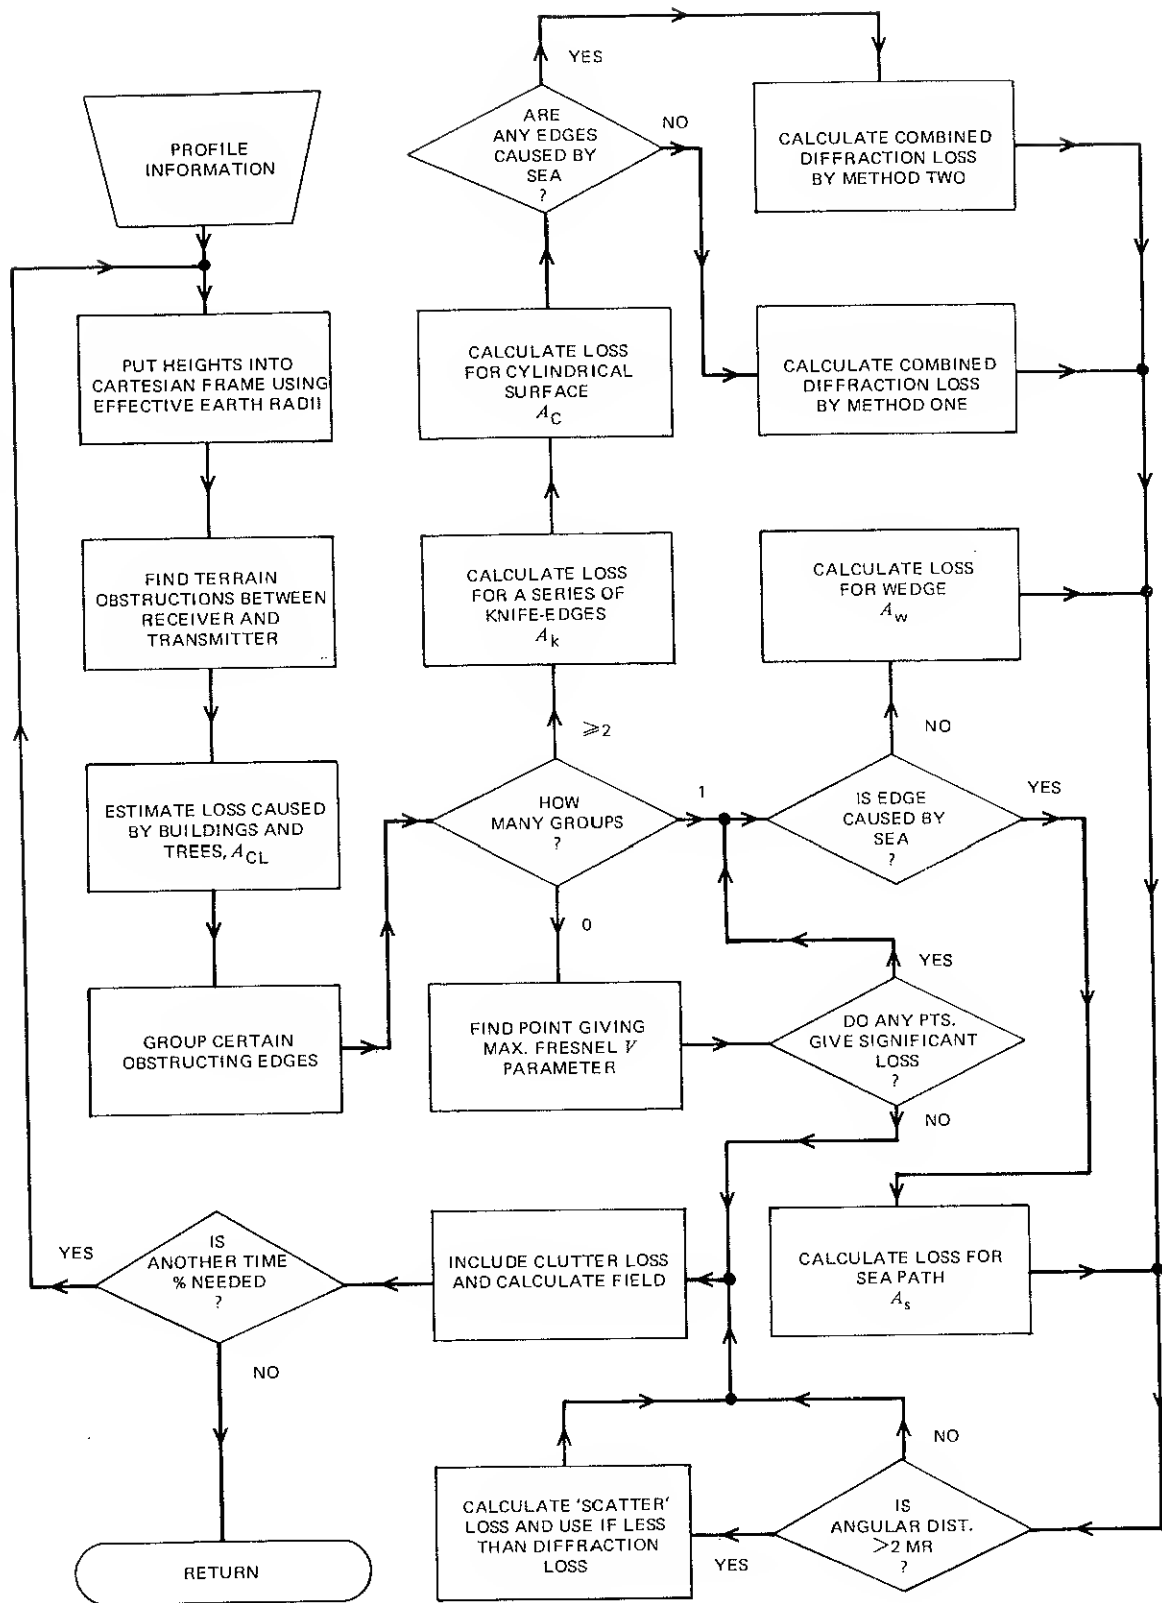 PROFILE
INFORMATION
PUT HEIGHTS INTO
CARTESIAN FRAME USING
EFFECTIVE EARTH RADII
FIND TERRAIN
OBSTRUCTIONS BETWEEN
RECEIVER AND
TRANSMITTER
ESTIMATE LOSS CAUSED
BY BUILDINGS AND
TREES, A_CL
GROUP CERTAIN
OBSTRUCTING EDGES
HOW
MANY GROUPS
?
≥2
1
0
CALCULATE LOSS
FOR A SERIES OF
KNIFE-EDGES
A_k
CALCULATE LOSS
FOR CYLINDRICAL
SURFACE
A_C
ARE
ANY EDGES
CAUSED BY
SEA
?
YES
NO
CALCULATE COMBINED
DIFFRACTION LOSS
BY METHOD TWO
CALCULATE COMBINED
DIFFRACTION LOSS
BY METHOD ONE
CALCULATE LOSS
FOR WEDGE
A_w
NO
IS EDGE
CAUSED BY
SEA
?
YES
FIND POINT GIVING
MAX. FRESNEL V
PARAMETER
YES
DO ANY PTS.
GIVE SIGNIFICANT
LOSS
?
NO
CALCULATE LOSS FOR
SEA PATH
A_s
IS
ANGULAR DIST.
>2 MR
?
NO
YES
CALCULATE 'SCATTER'
LOSS AND USE IF LESS
THAN DIFFRACTION
LOSS
INCLUDE CLUTTER LOSS
AND CALCULATE FIELD
IS
ANOTHER TIME
% NEEDED
?
YES
NO
RETURN